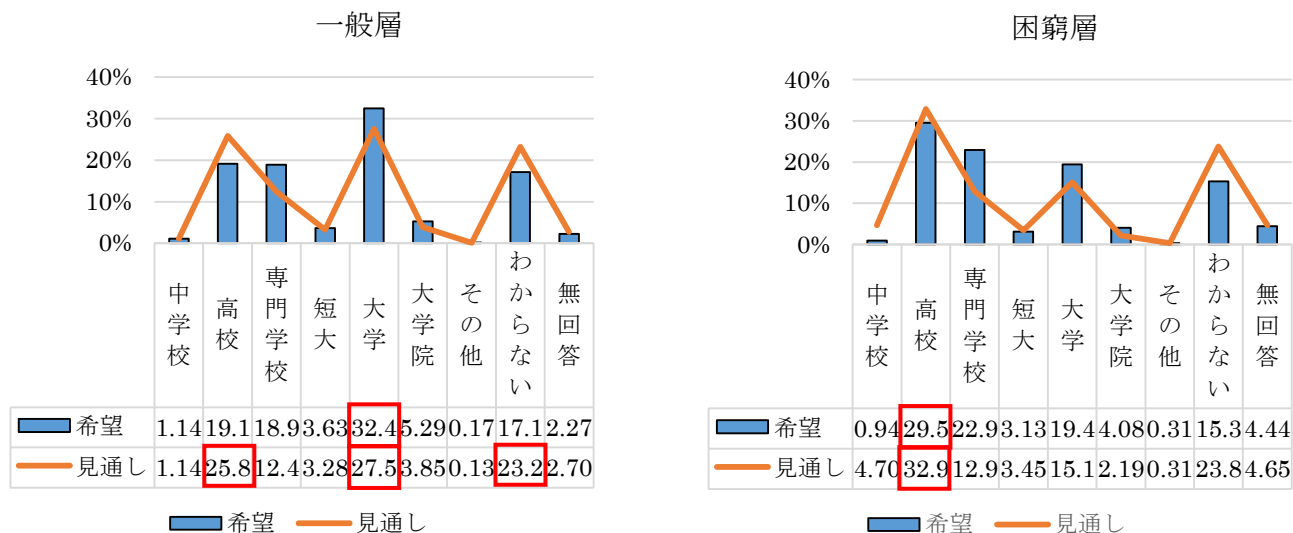 一般層
40%
30%
20%
10%
0%
中学校 高校 専門学校 短大 大学 大学院 その他 わからない 無回答
希望 1.14 19.1 18.9 3.63 32.4 5.29 0.17 17.1 2.27
見通し 1.14 25.8 12.4 3.28 27.5 3.85 0.13 23.2 2.70
希望 見通し
困窮層
40%
30%
20%
10%
0%
中学校 高校 専門学校 短大 大学 大学院 その他 わからない 無回答
希望 0.94 29.5 22.9 3.13 19.4 4.08 0.31 15.3 4.44
見通し 4.70 32.9 12.9 3.45 15.1 2.19 0.31 23.8 4.65
希望 見通し